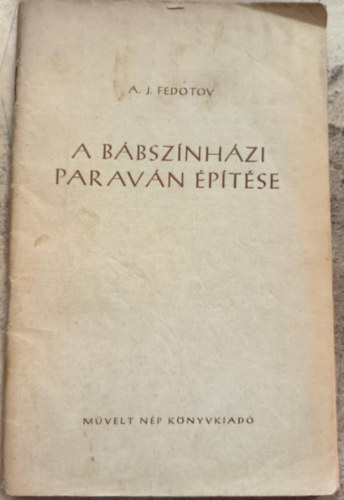 A. J. FEDOTOV
A BÁBSZÍNHÁZI
PARAVÁN ÉPÍTÉSE
MŰVELT NÉP KÖNYVKIADÓ